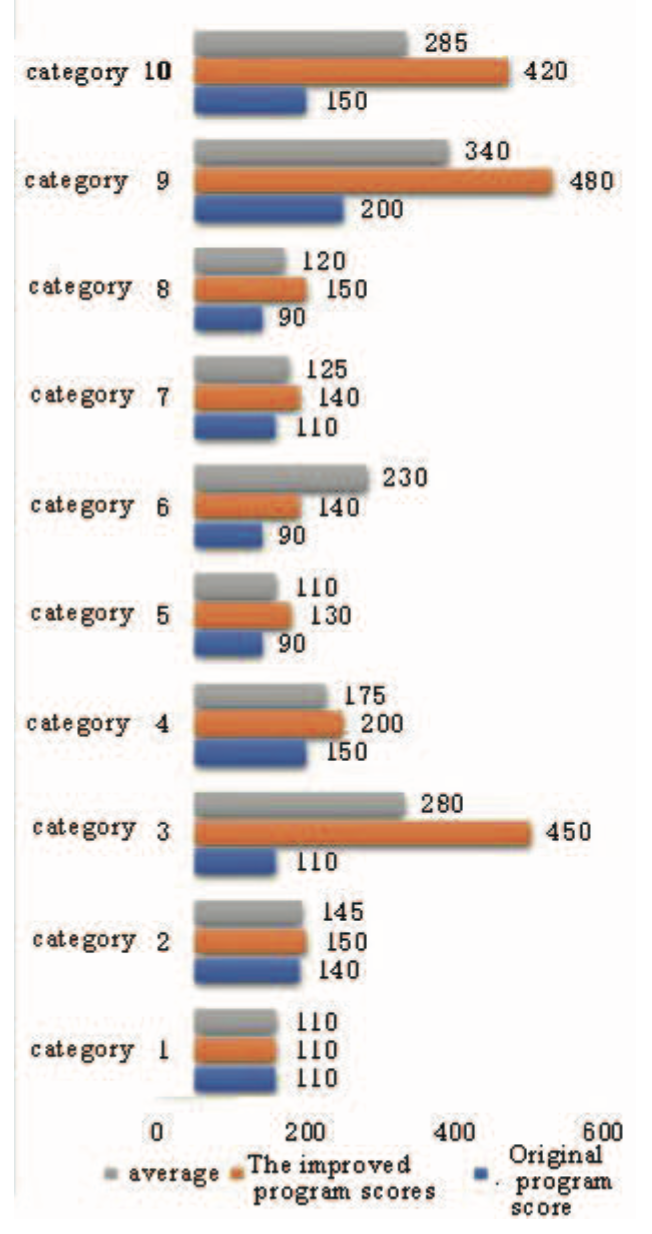 285
category 10 420
150
340
category 9 480
200
120
category 8 150
90
125
category 7 140
110
230
category 6 140
90
110
category 5 130
90
175
category 4 200
150
280
category 3 450
110
145
category 2 150
140
110
category 1 110
110
0 200 400 600
average
The improved
program scores
Original
program
score